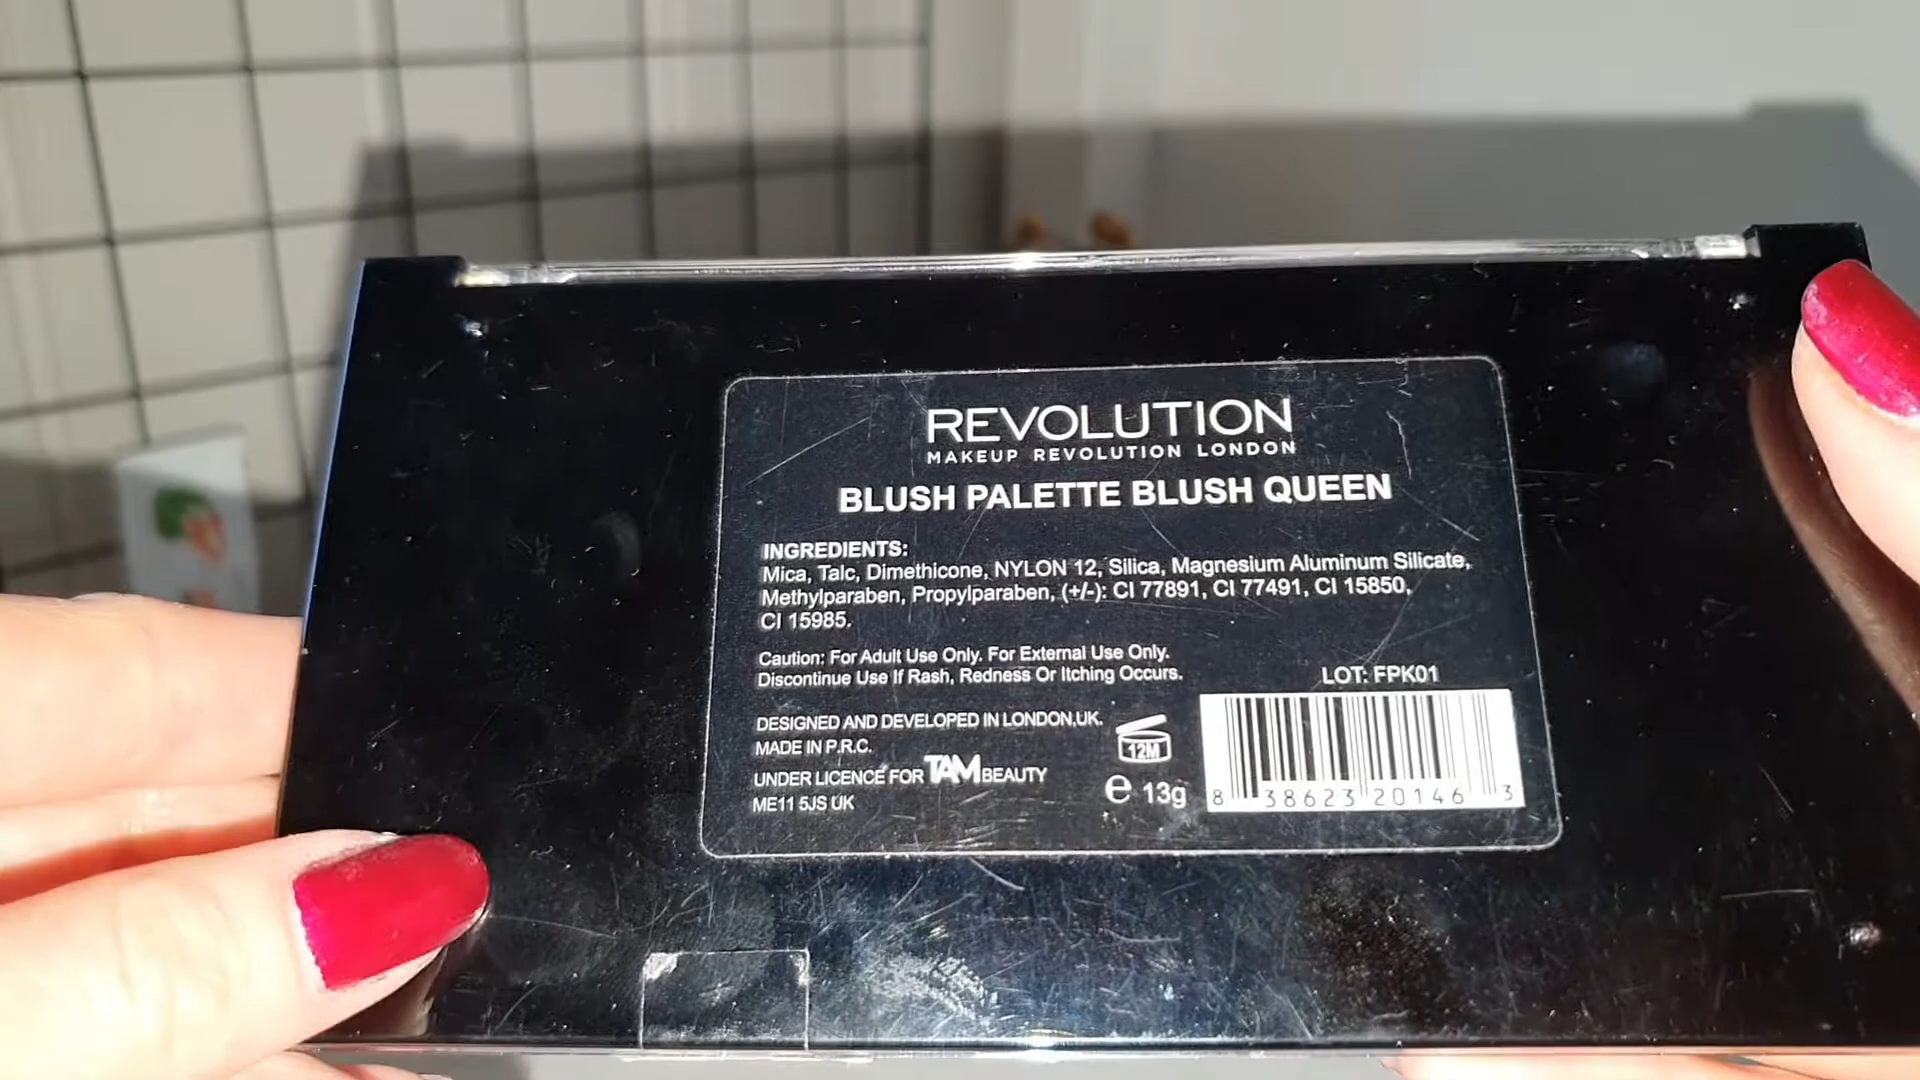 REVOLUTION
MAKEUP REVOLUTION LONDON
BLUSH PALETTE BLUSH QUEEN
INGREDIENTS:
Mica, Talc, Dimethicone, NYLON 12, Silica, Magnesium Aluminum Silicate,
Methylparaben, Propylparaben, (+/-): CI 77891, CI 77491, CI 15850,
CI 15985.
Caution: For Adult Use Only. For External Use Only.
Discontinue Use If Rash, Redness Or Itching Occurs.
LOT: FPK01
DESIGNED AND DEVELOPED IN LONDON,UK.
MADE IN P.R.C.
UNDER LICENCE FOR TAM BEAUTY
ME11 5JS UK
12M
e 13g
8 38623 20146 3